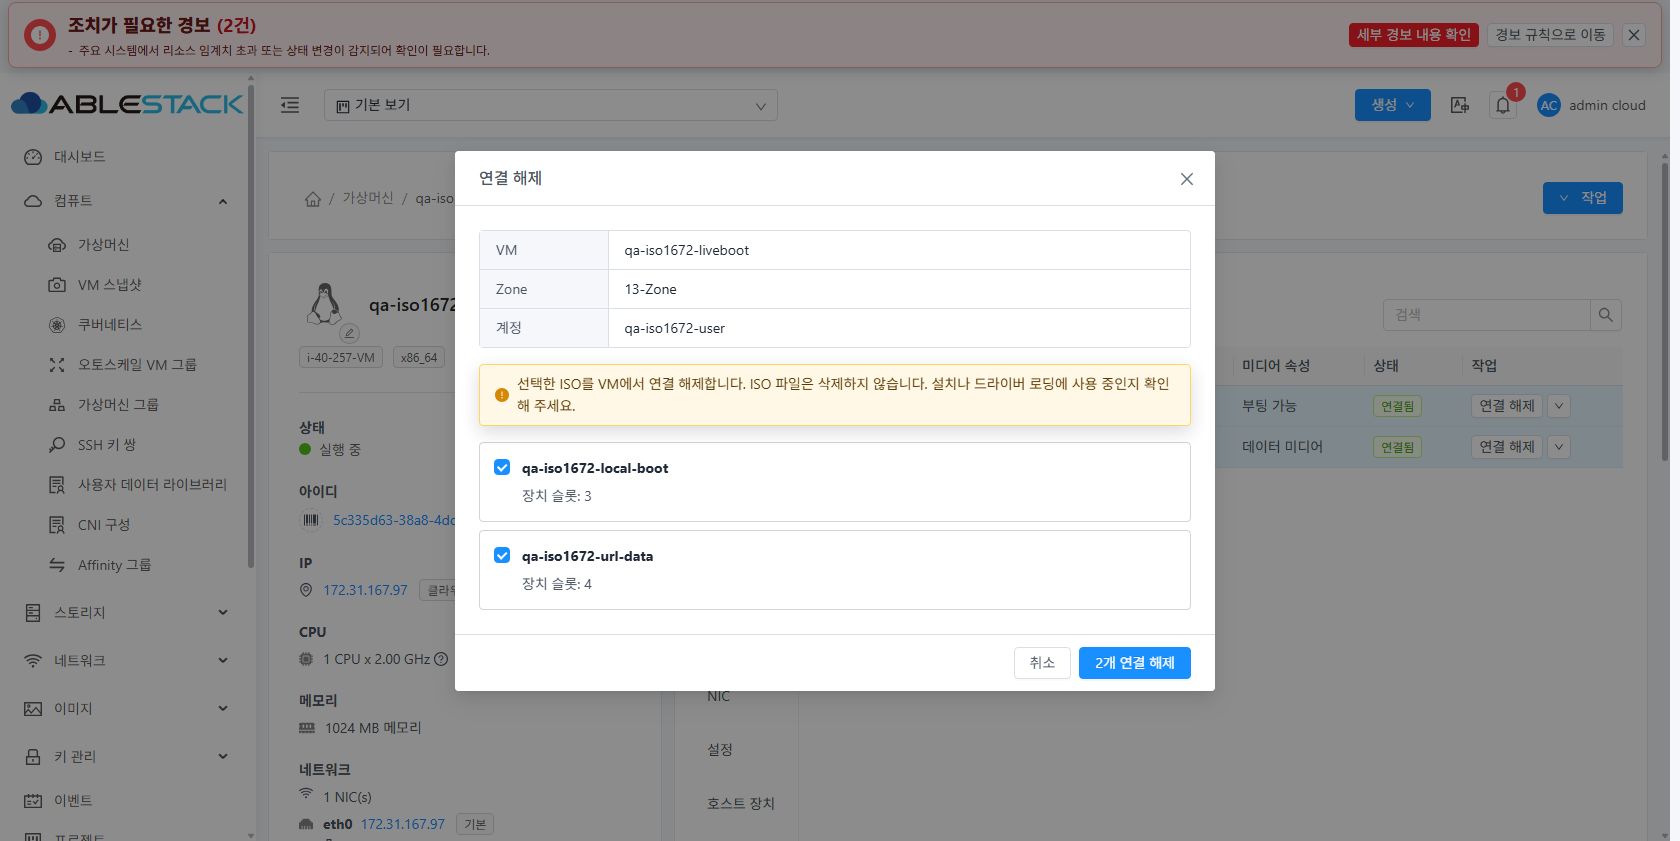 조치가 필요한 경보 (2건)
- 주요 시스템에서 리소스 임계치 초과 또는 상태 변경이 감지되어 확인이 필요합니다.
세부 경보 내용 확인
경보 규칙으로 이동
ABLESTACK
기본 보기
생성
1
AC
admin cloud
대시보드
컴퓨트
가상머신
VM 스냅샷
쿠버네티스
오토스케일 VM 그룹
가상머신 그룹
SSH 키 쌍
사용자 데이터 라이브러리
CNI 구성
Affinity 그룹
스토리지
네트워크
이미지
키 관리
이벤트
프로젝트
/ 가상머신 / qa-iso
작업
qa-iso1672
i-40-257-VM
x86_64
상태
실행 중
아이디
5c335d63-38a8-4dc
IP
172.31.167.97
CPU
1 CPU x 2.00 GHz
메모리
1024 MB 메모리
네트워크
1 NIC(s)
eth0 172.31.167.97 기본
연결 해제
VM
qa-iso1672-liveboot
Zone
13-Zone
계정
qa-iso1672-user
선택한 ISO를 VM에서 연결 해제합니다. ISO 파일은 삭제하지 않습니다. 설치나 드라이버 로딩에 사용 중인지 확인
해 주세요.
qa-iso1672-local-boot
장치 슬롯: 3
qa-iso1672-url-data
장치 슬롯: 4
취소
2개 연결 해제
검색
미디어 속성
상태
작업
부팅 가능
연결됨
연결 해제
데이터 미디어
연결됨
연결 해제
NIC
설정
호스트 장치